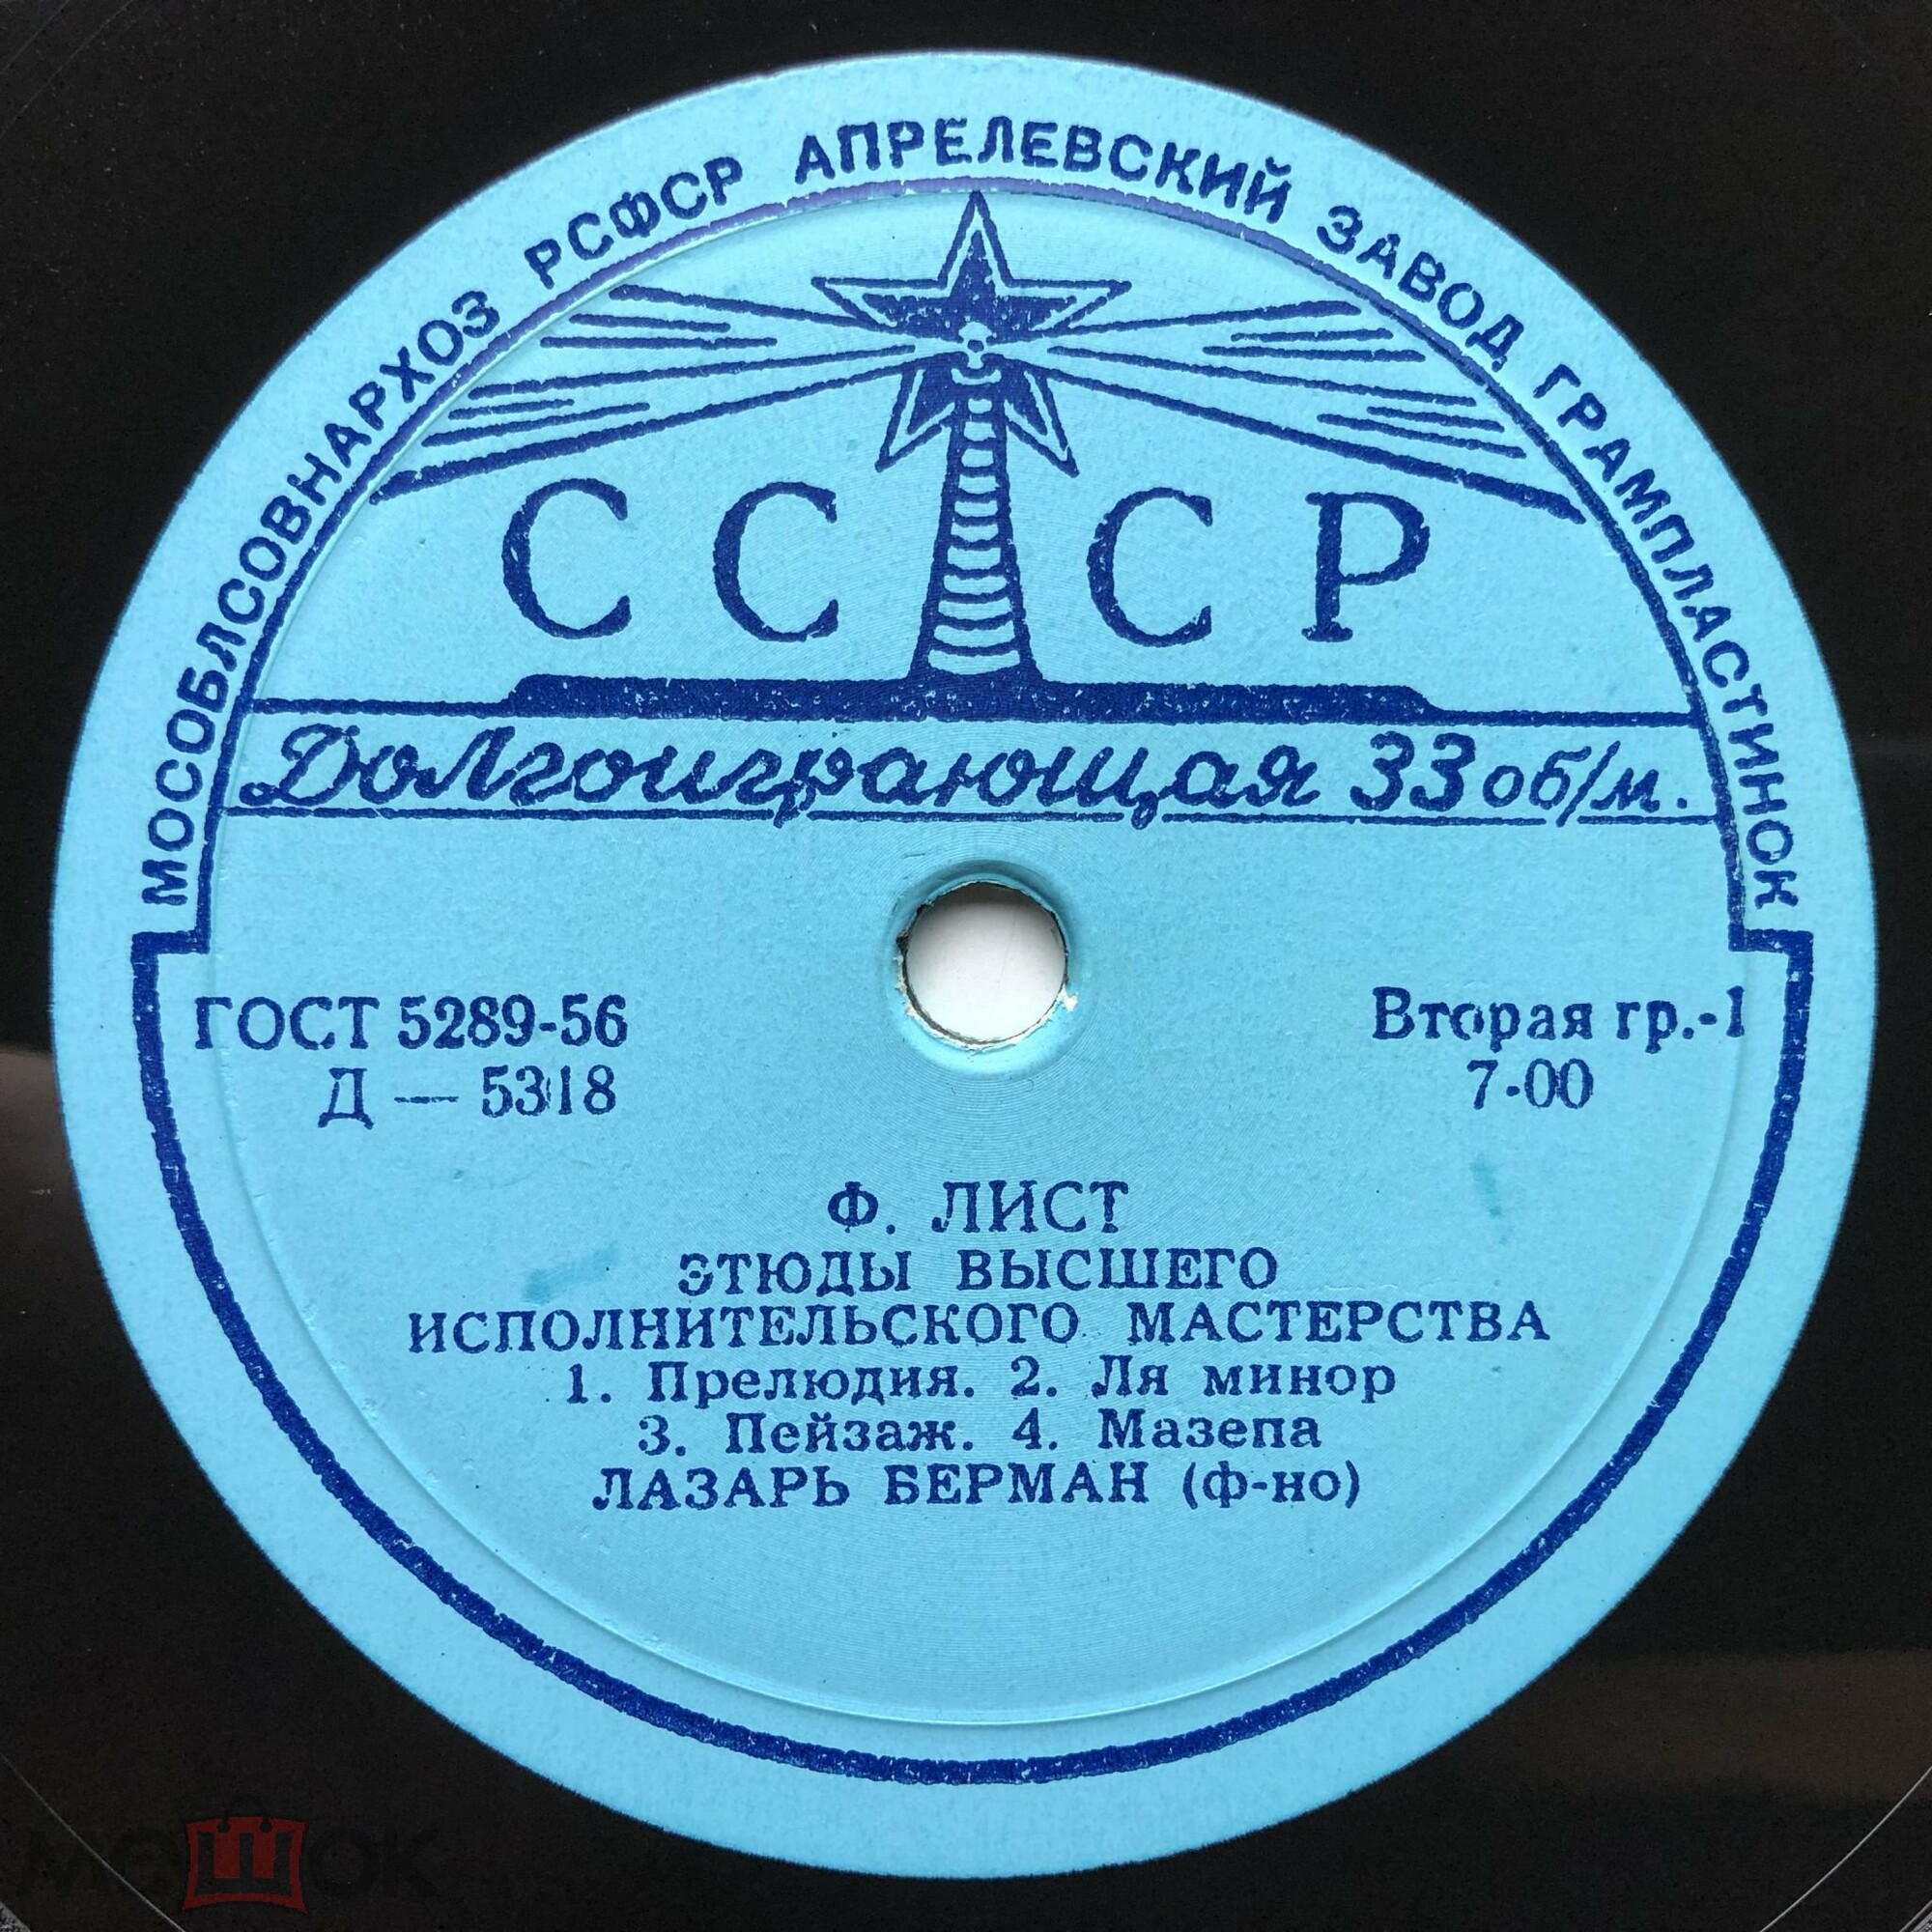 МОСОБЛСОВНАРХОЗ РСФСР АПРЕЛЕВСКИЙ ЗАВОД ГРАМПЛАСТИНОК
СССР
Долгоиграющая 33 об/м.
ГОСТ 5289-56
Д — 5318
Вторая гр.-1
7-00
Ф. ЛИСТ
ЭТЮДЫ ВЫСШЕГО
ИСПОЛНИТЕЛЬСКОГО МАСТЕРСТВА
1. Прелюдия. 2. Ля минор
3. Пейзаж. 4. Мазепа
ЛАЗАРЬ БЕРМАН (ф-но)
мешок